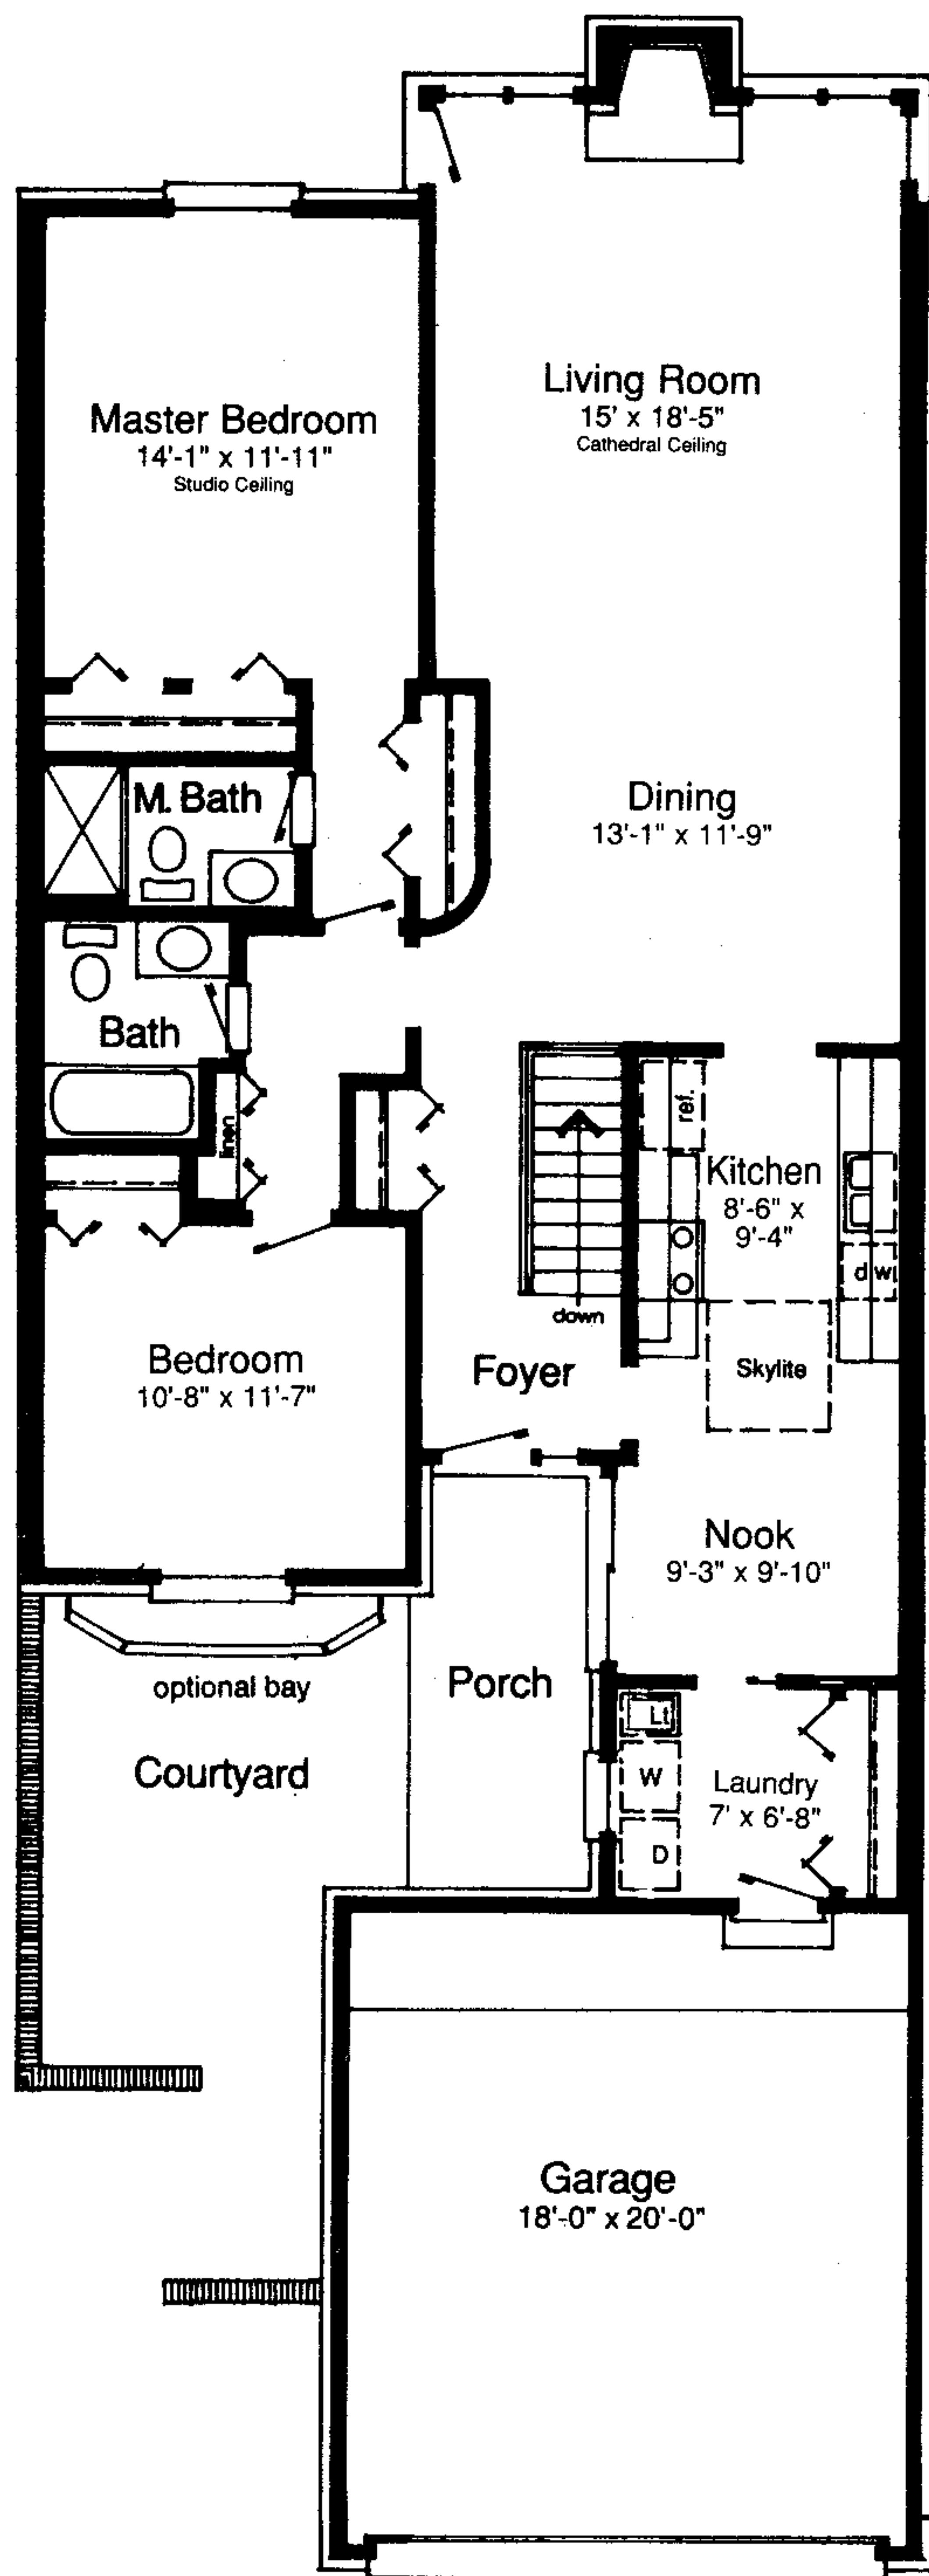 Living Room
15' x 18'-5"
Cathedral Ceiling
Master Bedroom
14'-1" x 11'-11"
Studio Ceiling
M. Bath
Dining
13'-1" x 11'-9"
Bath
linen
ref.
Kitchen
8'-6" x
9'-4"
d w
down
Skylite
Foyer
Bedroom
10'-8" x 11'-7"
Nook
9'-3" x 9'-10"
optional bay
Porch
Courtyard
Lt
W
D
Laundry
7' x 6'-8"
Garage
18'-0" x 20'-0"